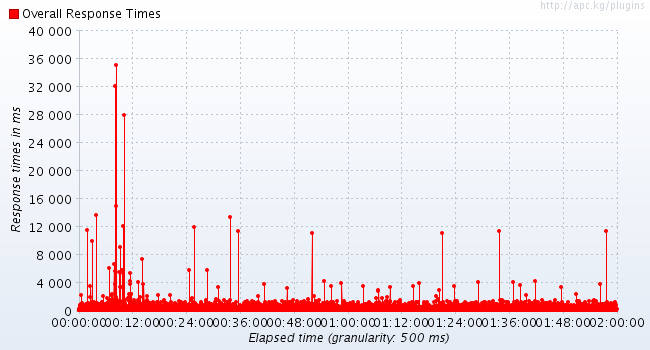 http://apc.kg/plugins
Overall Response Times
40 000
36 000
32 000
28 000
24 000
20 000
16 000
12 000
8 000
4 000
0
Response times in ms
00:00:00 00:12:00 00:24:00 00:36:00 00:48:00 01:00:00 01:12:00 01:24:00 01:36:00 01:48:00 02:00:00
Elapsed time (granularity: 500 ms)